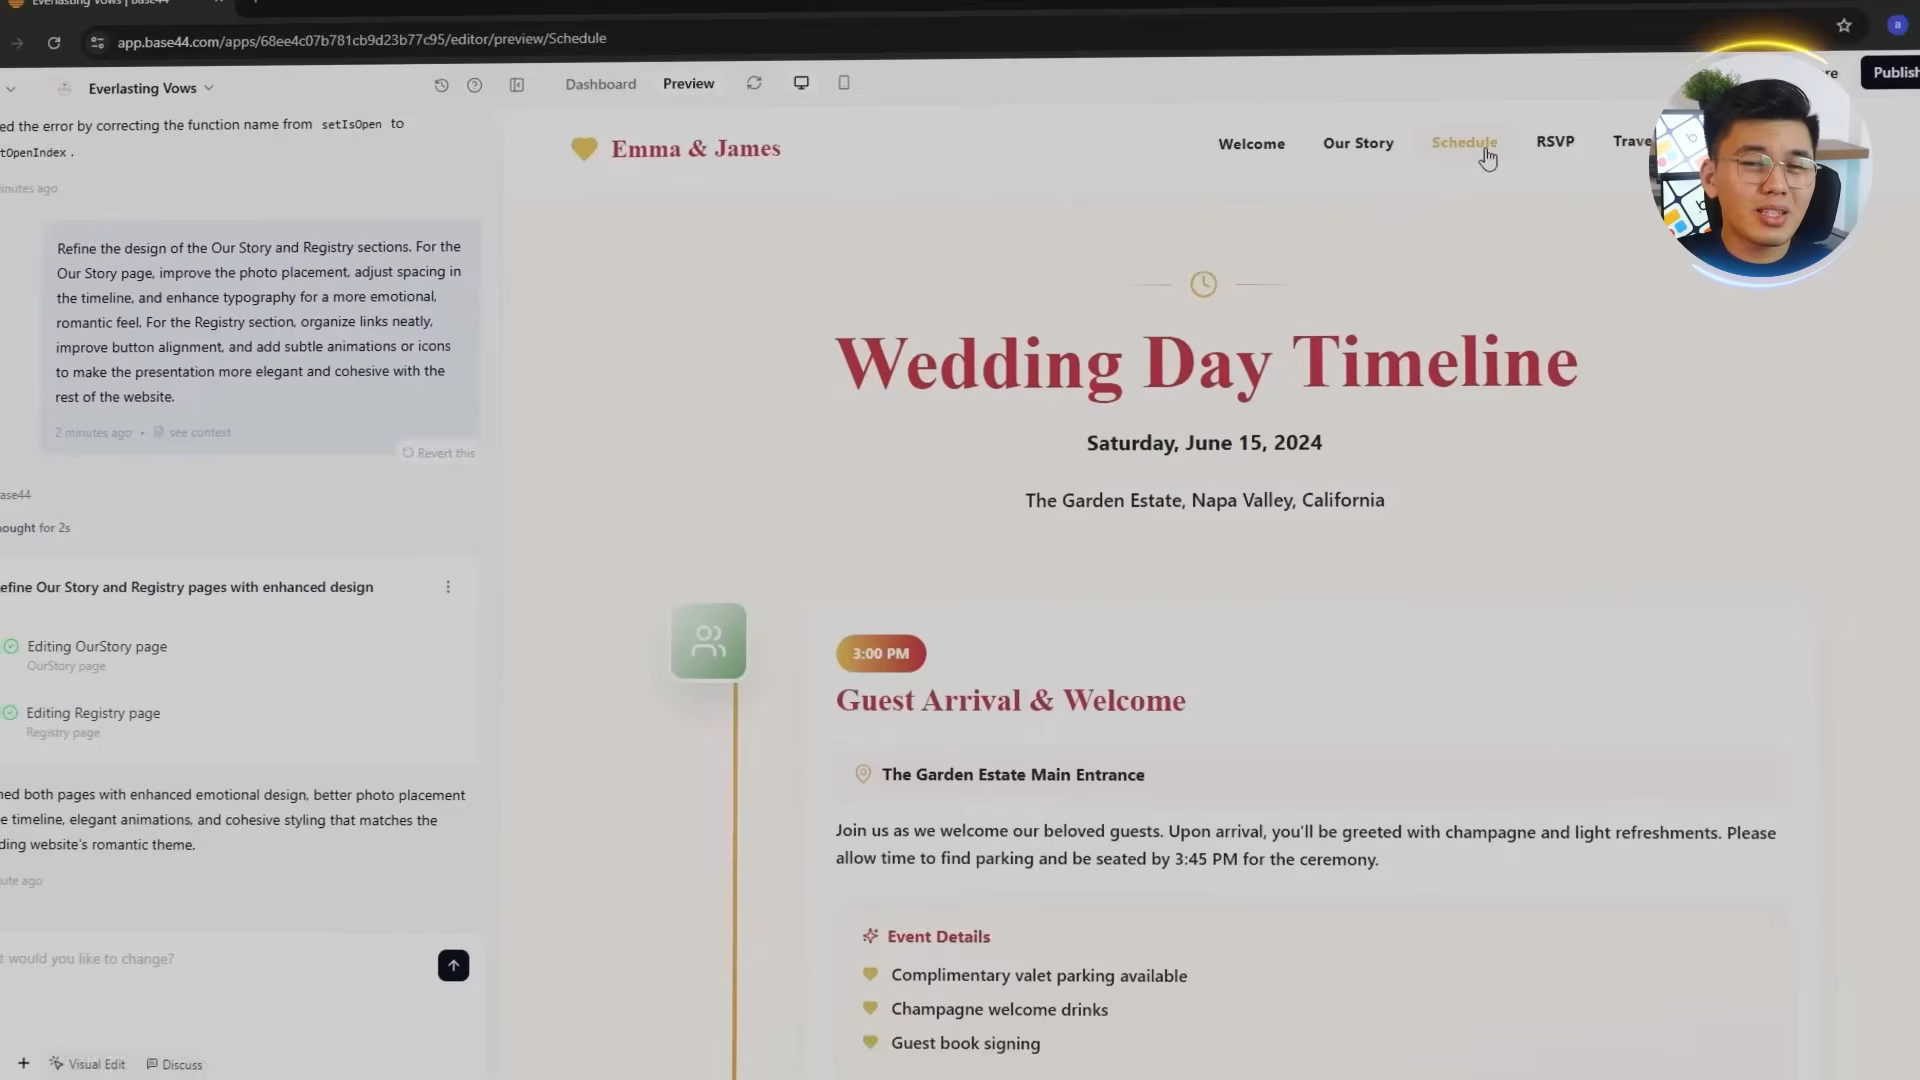 Everlasting Vows | Base44
app.base44.com/apps/68ee4c07b781cb9d23b77c95/editor/preview/Schedule
Everlasting Vows
Dashboard
Preview
Publish
ed the error by correcting the function name from setIsOpen to
tOpenIndex.
inutes ago
Refine the design of the Our Story and Registry sections. For the
Our Story page, improve the photo placement, adjust spacing in
the timeline, and enhance typography for a more emotional,
romantic feel. For the Registry section, organize links neatly,
improve button alignment, and add subtle animations or icons
to make the presentation more elegant and cohesive with the
rest of the website.
2 minutes ago • see context
Revert this
ase44
ought for 2s
efine Our Story and Registry pages with enhanced design
Editing OurStory page
OurStory page
Editing Registry page
Registry page
ned both pages with enhanced emotional design, better photo placement
e timeline, elegant animations, and cohesive styling that matches the
ding website's romantic theme.
ute ago
t would you like to change?
Visual Edit
Discuss
Emma & James
Welcome
Our Story
Schedule
RSVP
Trave
Wedding Day Timeline
Saturday, June 15, 2024
The Garden Estate, Napa Valley, California
3:00 PM
Guest Arrival & Welcome
The Garden Estate Main Entrance
Join us as we welcome our beloved guests. Upon arrival, you'll be greeted with champagne and light refreshments. Please
allow time to find parking and be seated by 3:45 PM for the ceremony.
Event Details
Complimentary valet parking available
Champagne welcome drinks
Guest book signing